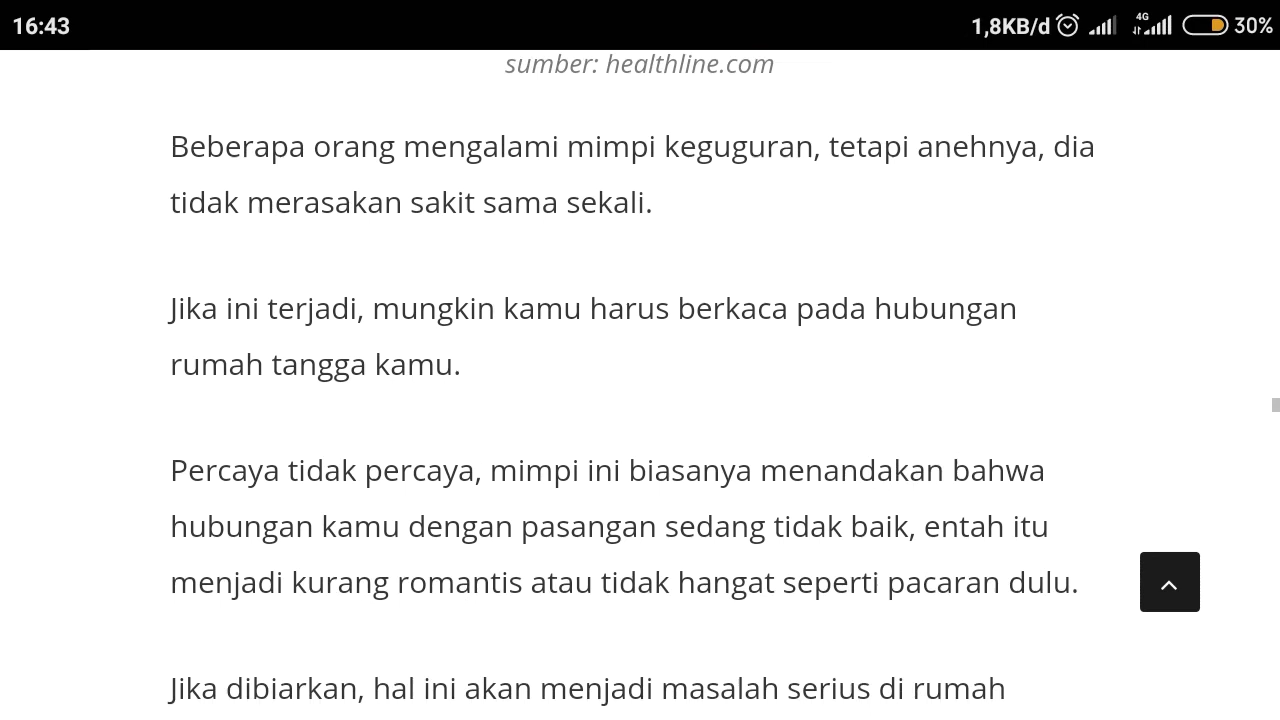 16:43
1,8KB/d
4G
30%
sumber: healthline.com
Beberapa orang mengalami mimpi keguguran, tetapi anehnya, dia
tidak merasakan sakit sama sekali.
Jika ini terjadi, mungkin kamu harus berkaca pada hubungan
rumah tangga kamu.
Percaya tidak percaya, mimpi ini biasanya menandakan bahwa
hubungan kamu dengan pasangan sedang tidak baik, entah itu
menjadi kurang romantis atau tidak hangat seperti pacaran dulu.
Jika dibiarkan, hal ini akan menjadi masalah serius di rumah